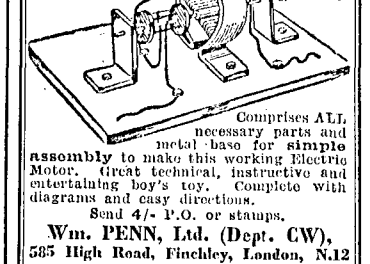 Comprises ALL
necessary parts and
metal base for simple
assembly to make this working Electric
Motor. Great technical, instructive and
entertaining boy's toy. Complete with
diagrams and easy directions.
Send 4/- P.O. or stamps.
Wm. PENN, Ltd. (Dept. CW),
585 High Road, Finchley, London, N.12